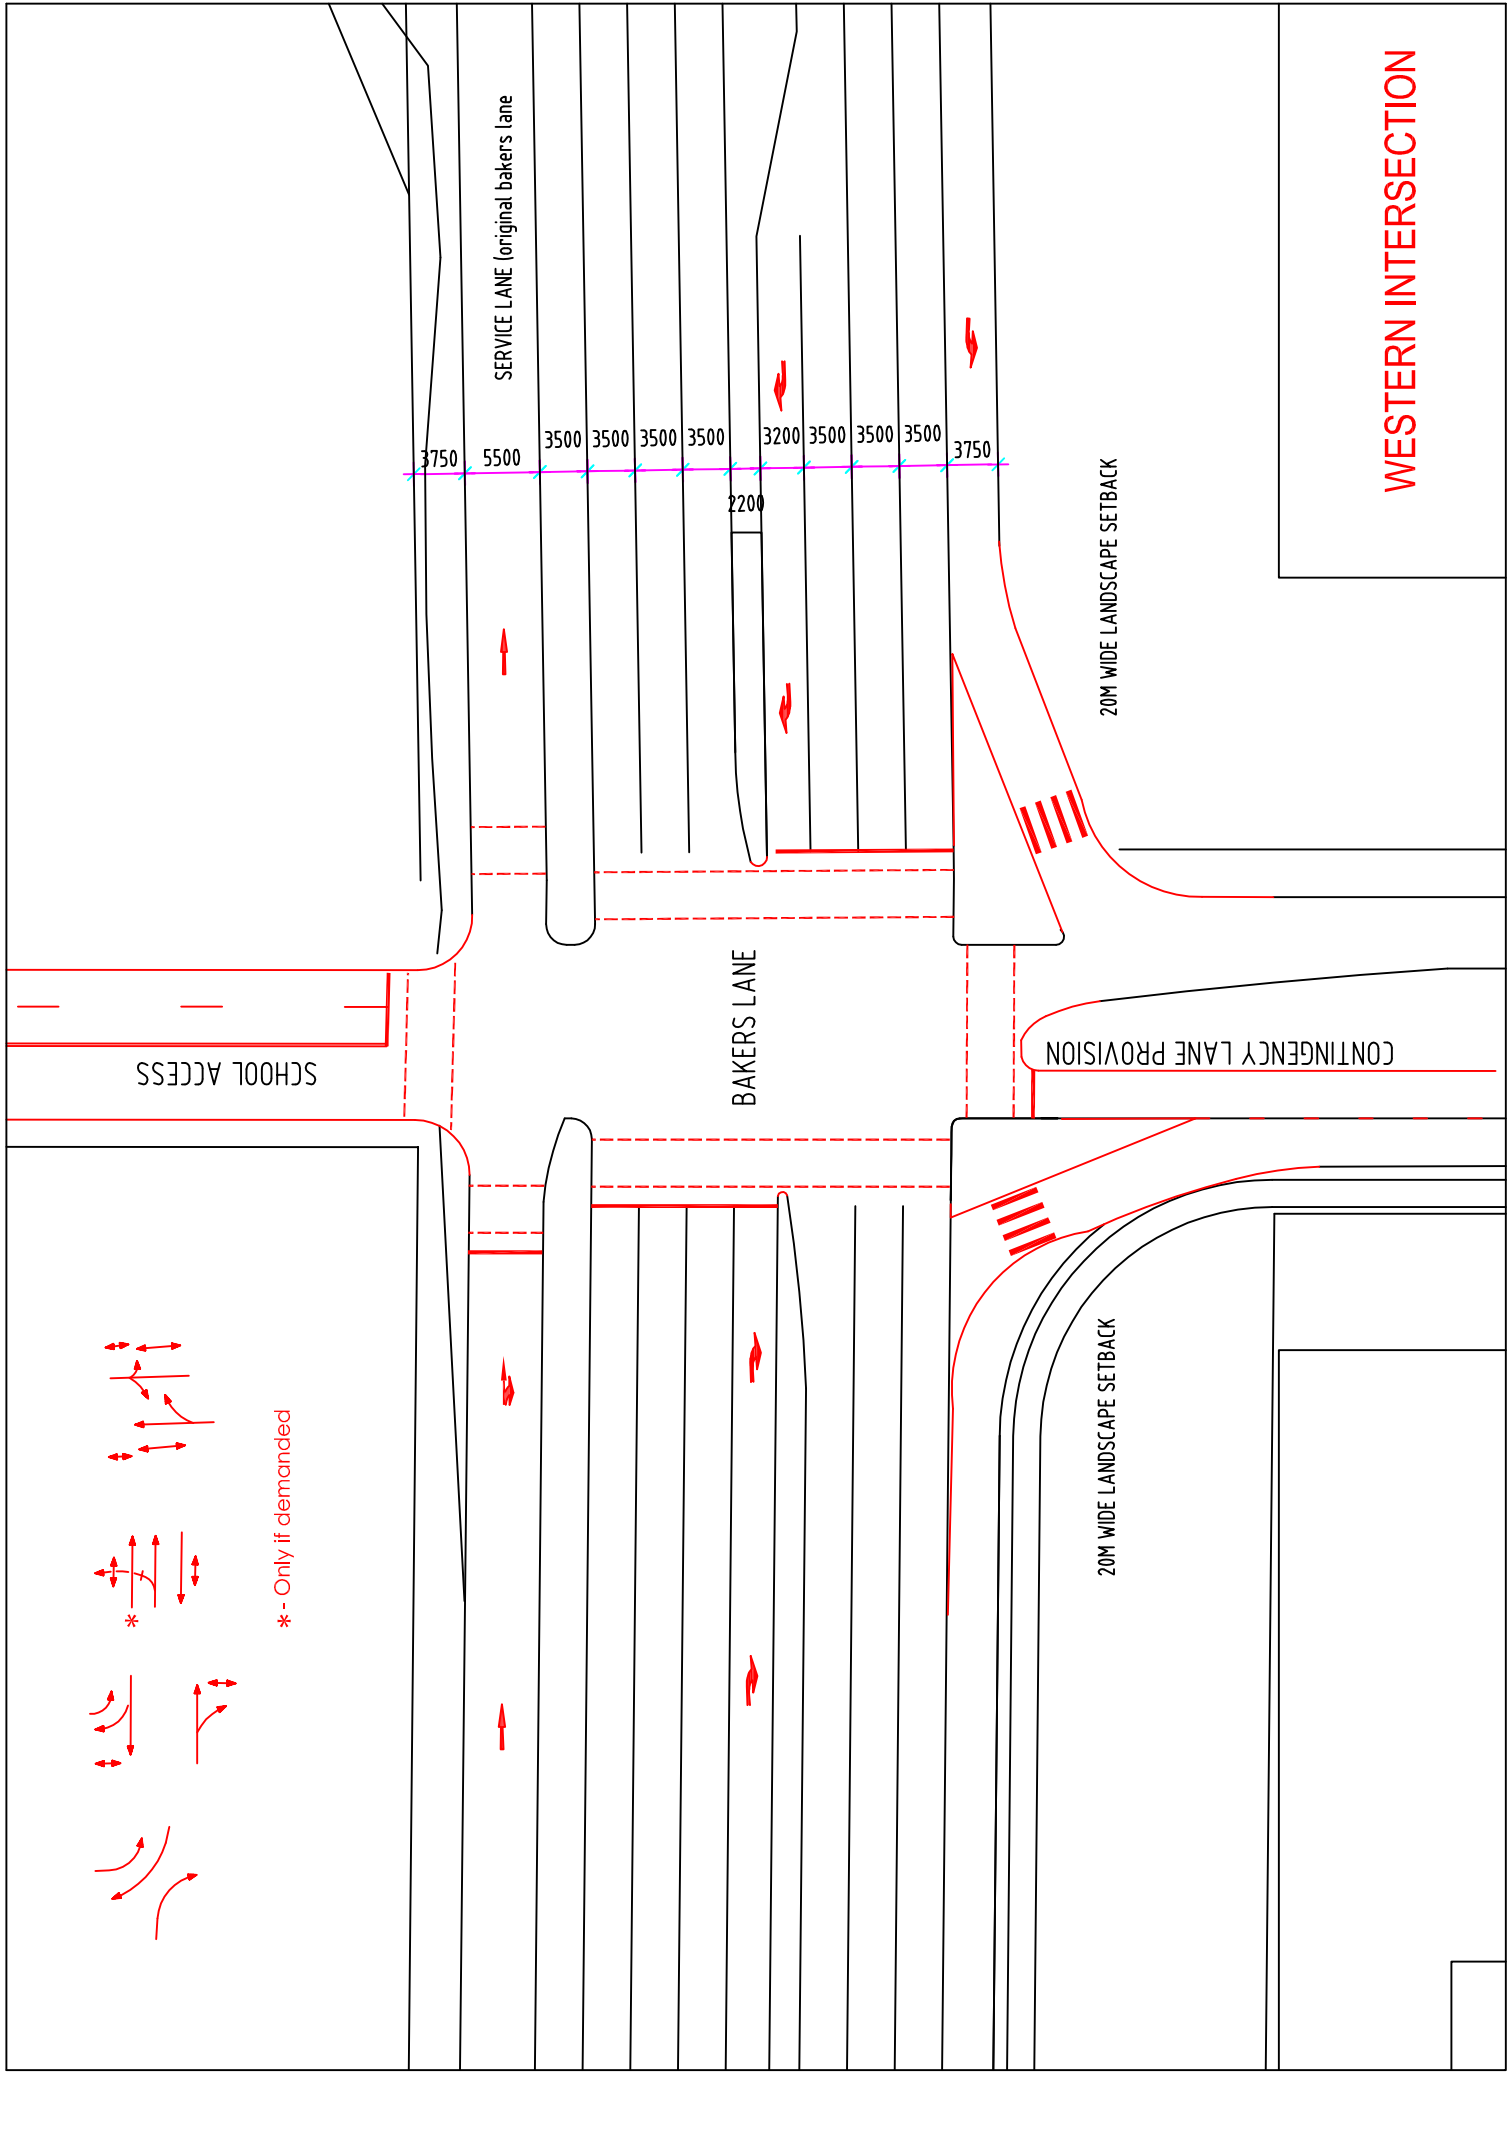 WESTERN INTERSECTION
SERVICE LANE (original bakers lane
3750
5500
3500
3500
3500
3500
2200
3200
3500
3500
3500
3750
20M WIDE LANDSCAPE SETBACK
SCHOOL ACCESS
BAKERS LANE
CONTINGENCY LANE PROVISION
20M WIDE LANDSCAPE SETBACK
*
*- Only if demanded